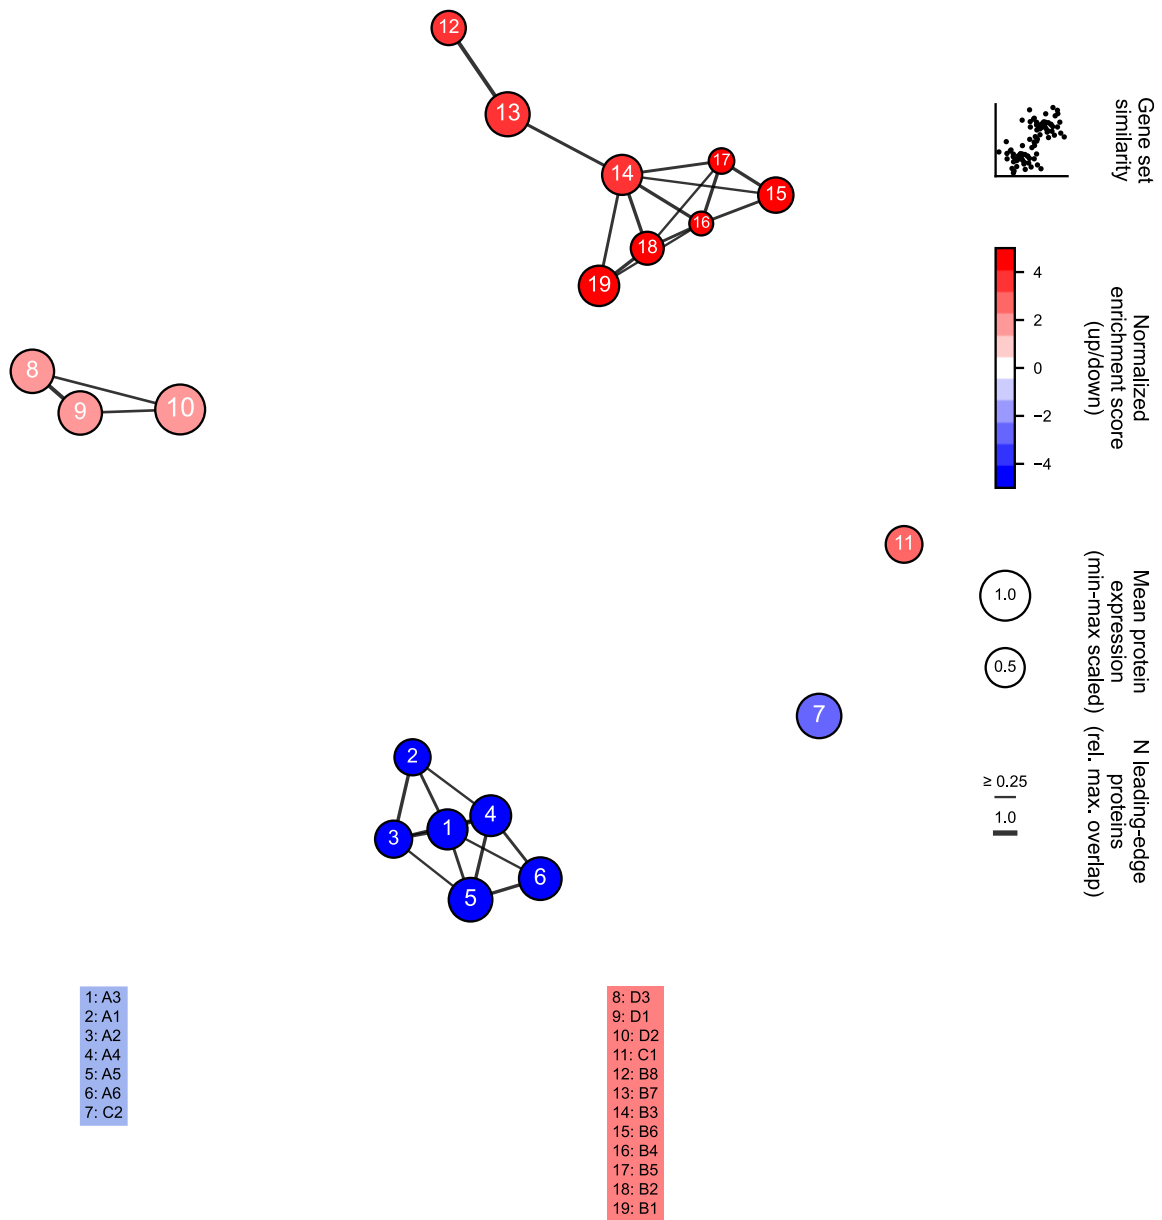 12
13
14
17
15
16
18
19
8
9
10
11
7
2
4
1
3
6
5
Gene set
similarity
Normalized
enrichment score
(up/down)
4
2
0
−2
−4
Mean protein
expression
(min-max scaled)
1.0
0.5
N leading-edge
proteins
(rel. max. overlap)
≥ 0.25
1.0
1: A3
2: A1
3: A2
4: A4
5: A5
6: A6
7: C2
8: D3
9: D1
10: D2
11: C1
12: B8
13: B7
14: B3
15: B6
16: B4
17: B5
18: B2
19: B1